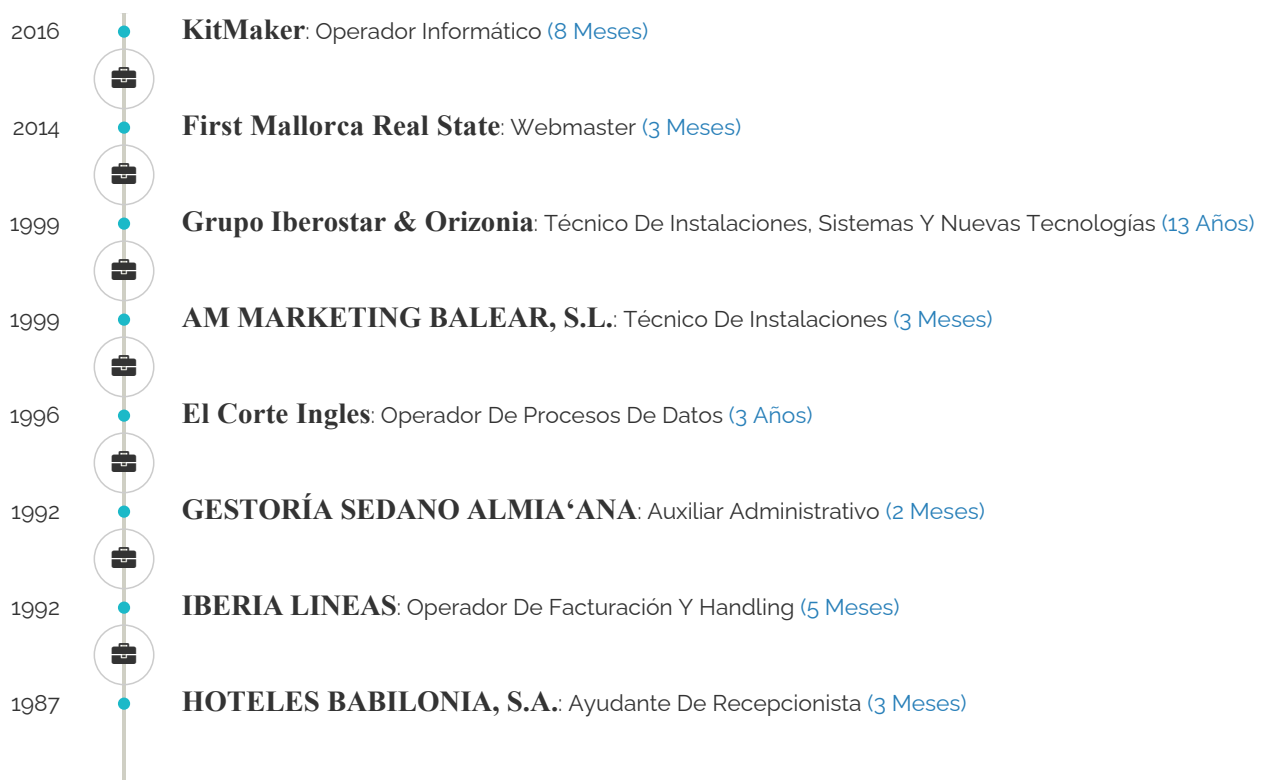 2016 KitMaker: Operador Informático (8 Meses)
2014 First Mallorca Real State: Webmaster (3 Meses)
1999 Grupo Iberostar & Orizonia: Técnico De Instalaciones, Sistemas Y Nuevas Tecnologías (13 Años)
1999 AM MARKETING BALEAR, S.L.: Técnico De Instalaciones (3 Meses)
1996 El Corte Ingles: Operador De Procesos De Datos (3 Años)
1992 GESTORÍA SEDANO ALMIA‘ANA: Auxiliar Administrativo (2 Meses)
1992 IBERIA LINEAS: Operador De Facturación Y Handling (5 Meses)
1987 HOTELES BABILONIA, S.A.: Ayudante De Recepcionista (3 Meses)